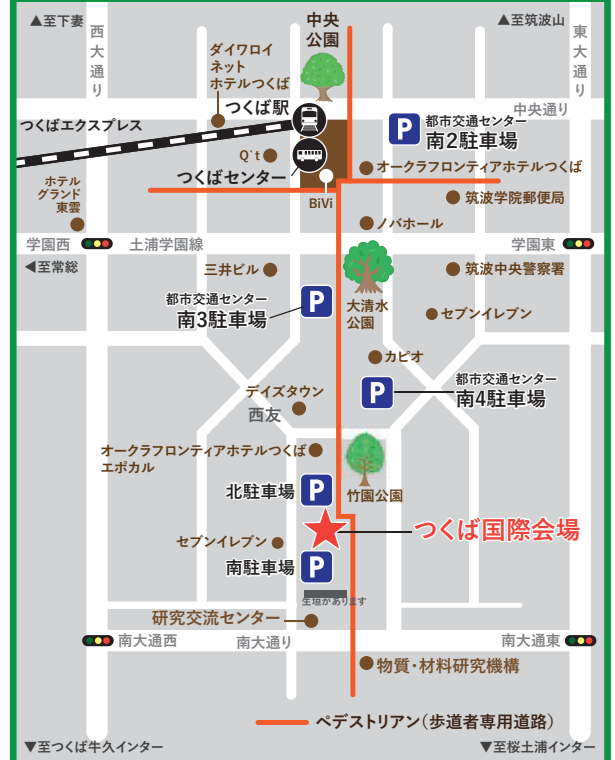 ▲至下妻
西大通り
中央
公園
▲至筑波山
東大通り
ダイワロイ
ネット
ホテルつくば
つくば駅
中央通り
つくばエクスプレス
P
都市交通センター
南2駐車場
Q't
つくばセンター
オークラフロンティアホテルつくば
ホテル
グランド
東雲
BiVi
筑波学院郵便局
ノバホール
学園西
土浦学園線
学園東
◀至常総
三井ビル
筑波中央警察署
都市交通センター
南3駐車場
P
大清水
公園
セブンイレブン
カピオ
デイズタウン
西友
P
都市交通センター
南4駐車場
オークラフロンティアホテルつくば
エポカル
北駐車場
P
竹園公園
つくば国際会場
セブンイレブン
南駐車場
P
生垣があります
研究交流センター
南大通西
南大通り
南大通東
物質・材料研究機構
ペデストリアン(歩道者専用道路)
▼至つくば牛久インター
▼至桜土浦インター